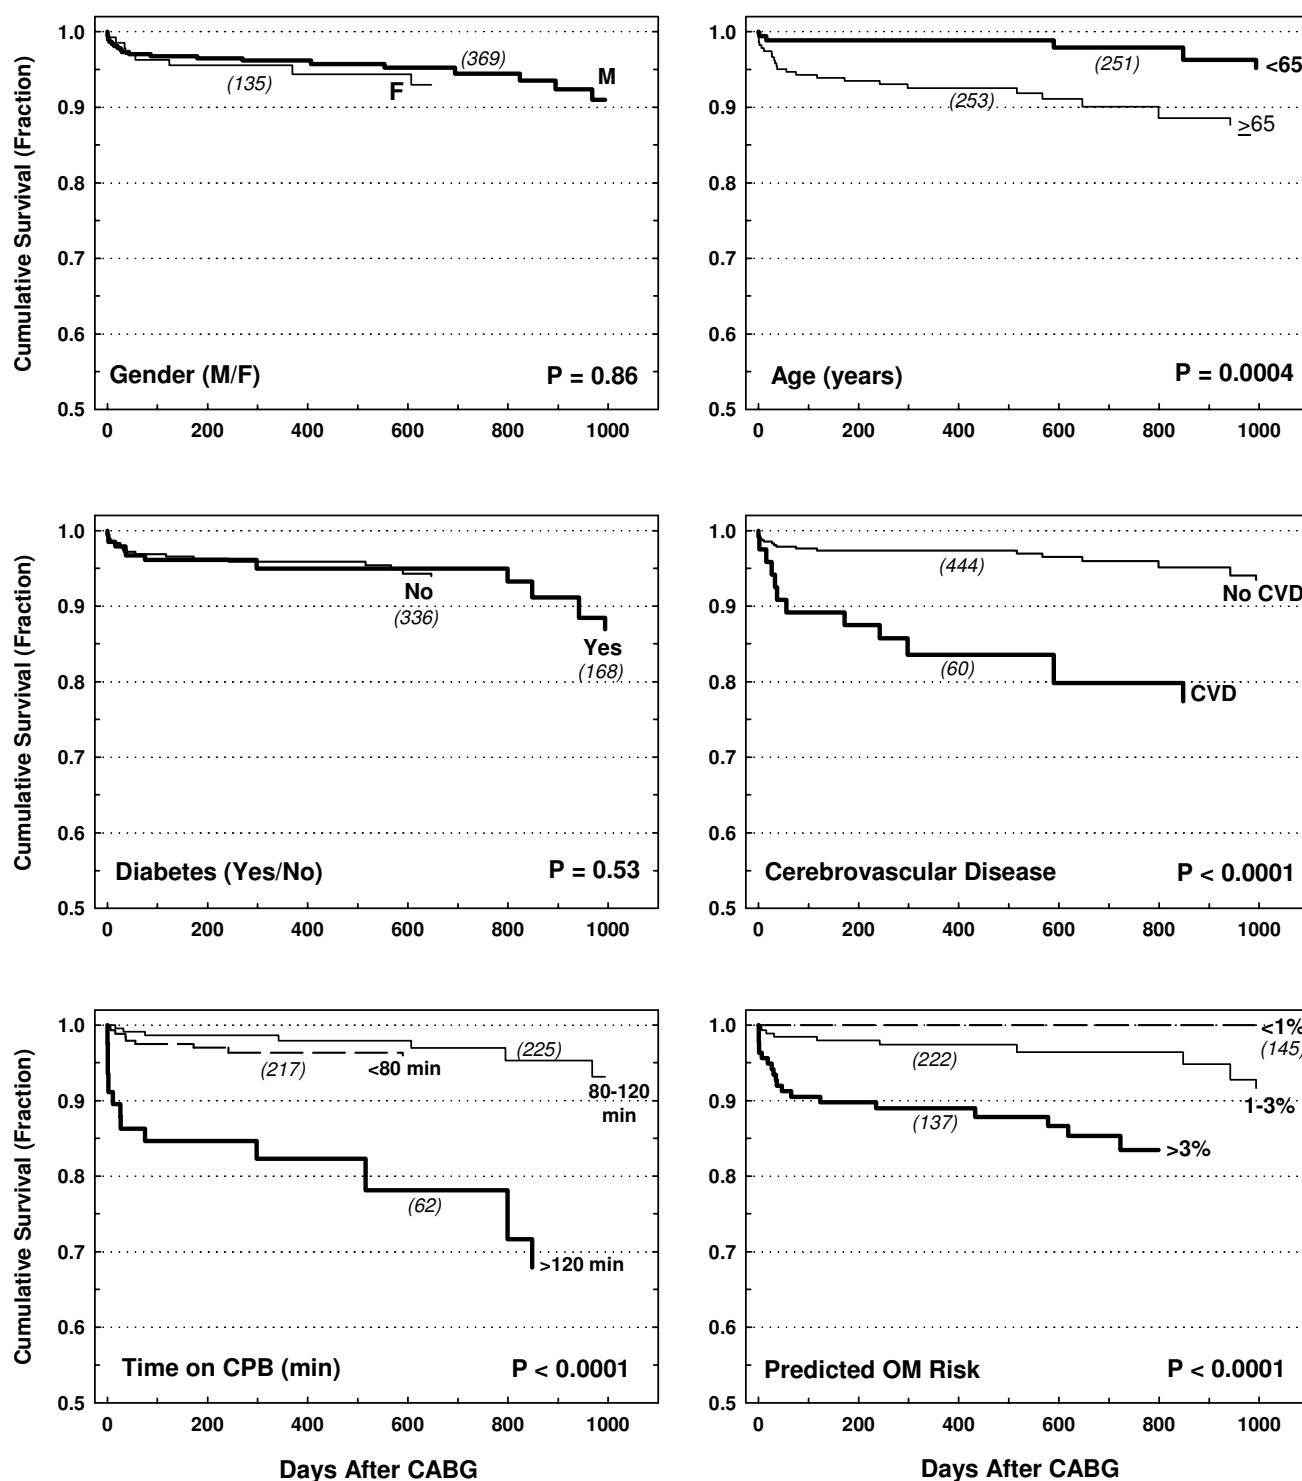 Cumulative Survival (Fraction)
1.0
0.9
0.8
0.7
0.6
0.5
(369)
(135)
M
F
Gender (M/F)
P = 0.86
0 200 400 600 800 1000
1.0
0.9
0.8
0.7
0.6
0.5
(251)
<65
(253)
≥65
Age (years)
P = 0.0004
0 200 400 600 800 1000
Cumulative Survival (Fraction)
1.0
0.9
0.8
0.7
0.6
0.5
No
(336)
Yes
(168)
Diabetes (Yes/No)
P = 0.53
0 200 400 600 800 1000
1.0
0.9
0.8
0.7
0.6
0.5
(444)
No CVD
(60)
CVD
Cerebrovascular Disease
P < 0.0001
0 200 400 600 800 1000
Cumulative Survival (Fraction)
1.0
0.9
0.8
0.7
0.6
0.5
(225)
(217)
<80 min
80-120
min
(62)
>120 min
Time on CPB (min)
P < 0.0001
0 200 400 600 800 1000
Days After CABG
1.0
0.9
0.8
0.7
0.6
0.5
<1%
(145)
(222)
1-3%
(137)
>3%
Predicted OM Risk
P < 0.0001
0 200 400 600 800 1000
Days After CABG